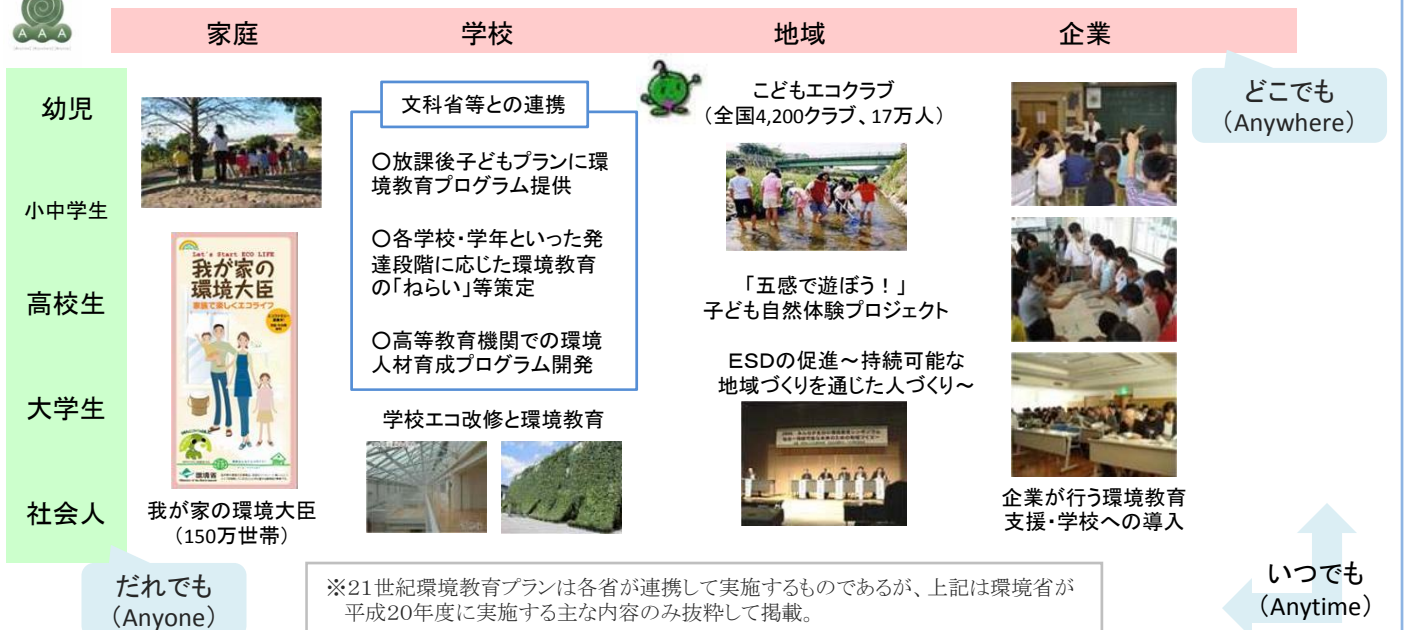 AAA
家庭
学校
地域
企業
幼児
小中学生
高校生
大学生
社会人
どこでも
(Anywhere)
Let's Start ECO LIFE
我が家の
環境大臣
家族で楽しくエコライフ
環境省
我が家の環境大臣
(150万世帯)
文科省等との連携
○放課後子どもプランに環
境教育プログラム提供
○各学校・学年といった発
達段階に応じた環境教育
の「ねらい」等策定
○高等教育機関での環境
人材育成プログラム開発
学校エコ改修と環境教育
こどもエコクラブ
(全国4,200クラブ、17万人)
「五感で遊ぼう！」
子ども自然体験プロジェクト
ESDの促進～持続可能な
地域づくりを通じた人づくり～
企業が行う環境教育
支援・学校への導入
だれでも
(Anyone)
※21世紀環境教育プランは各省が連携して実施するものであるが、上記は環境省が
平成20年度に実施する主な内容のみ抜粋して掲載。
いつでも
(Anytime)